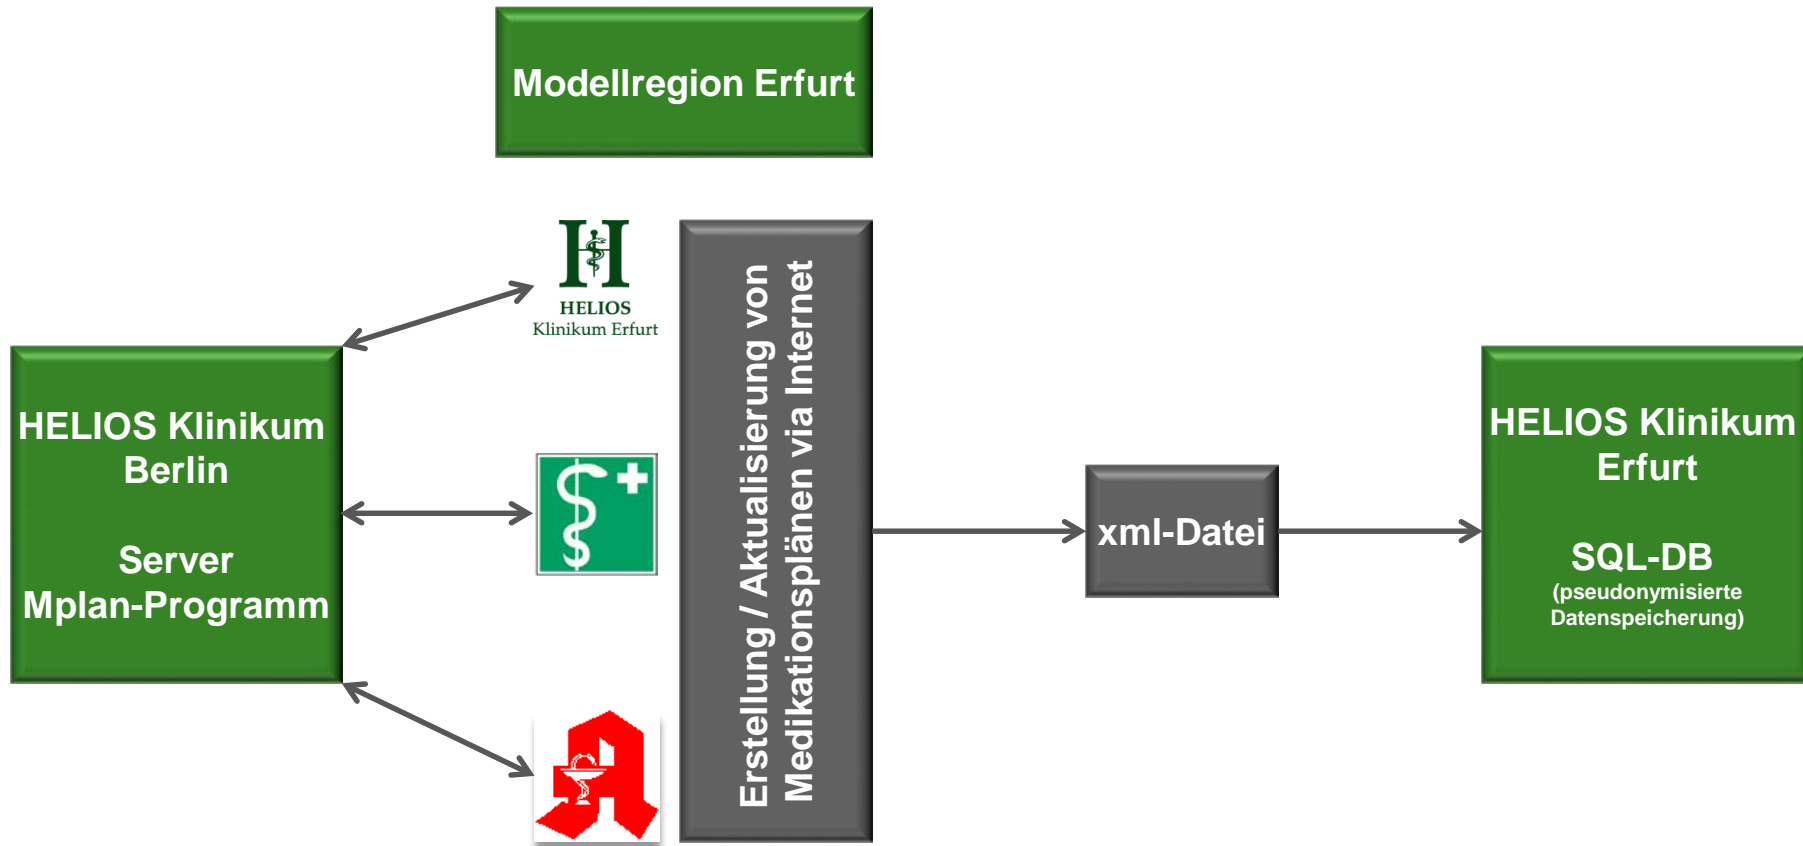 Modellregion Erfurt
HELIOS
Klinikum Erfurt
HELIOS Klinikum
Berlin
Server
Mplan-Programm
Erstellung / Aktualisierung von
Medikationsplänen via Internet
xml-Datei
HELIOS Klinikum
Erfurt
SQL-DB
(pseudonymisierte
Datenspeicherung)